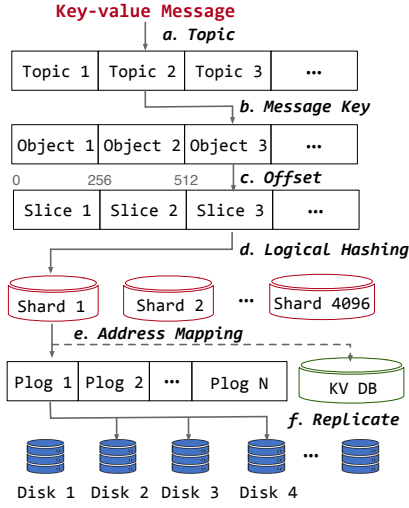 Key-value Message
a. Topic
Topic 1 Topic 2 Topic 3 ...
b. Message Key
Object 1 Object 2 Object 3 ...
0 256 512 c. Offset
Slice 1 Slice 2 Slice 3 ...
d. Logical Hashing
Shard 1 Shard 2 ... Shard 4096
e. Address Mapping
Plog 1 Plog 2 ... Plog N KV DB
f. Replicate
...
Disk 1 Disk 2 Disk 3 Disk 4